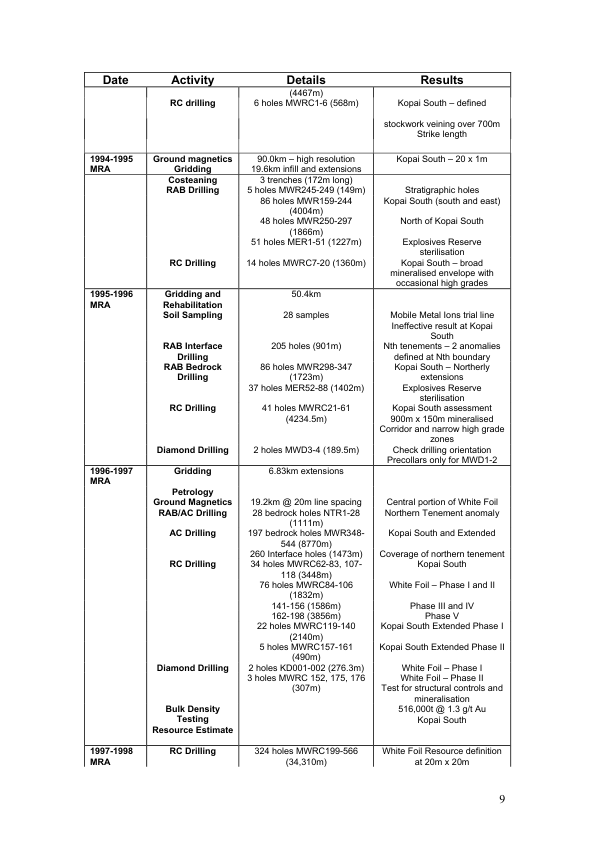 Date Activity Details Results
(4467m)
RC drilling 6 holes MWRC1-6 (568m) Kopai South – defined
stockwork veining over 700m
Strike length
1994-1995 Ground magnetics 90.0km – high resolution Kopai South – 20 x 1m
MRA Gridding 19.6km infill and extensions
Costeaning 3 trenches (172m long)
RAB Drilling 5 holes MWR245-249 (149m) Stratigraphic holes
86 holes MWR159-244 Kopai South (south and east)
(4004m)
48 holes MWR250-297 North of Kopai South
(1866m)
51 holes MER1-51 (1227m) Explosives Reserve
sterilisation
RC Drilling 14 holes MWRC7-20 (1360m) Kopai South – broad
mineralised envelope with
occasional high grades
1995-1996 Gridding and 50.4km
MRA Rehabilitation
Soil Sampling 28 samples Mobile Metal Ions trial line
Ineffective result at Kopai
South
RAB Interface 205 holes (901m) Nth tenements – 2 anomalies
Drilling defined at Nth boundary
RAB Bedrock 86 holes MWR298-347 Kopai South – Northerly
Drilling (1723m) extensions
37 holes MER52-88 (1402m) Explosives Reserve
sterilisation
RC Drilling 41 holes MWRC21-61 Kopai South assessment
(4234.5m) 900m x 150m mineralised
Corridor and narrow high grade
zones
Diamond Drilling 2 holes MWD3-4 (189.5m) Check drilling orientation
Precollars only for MWD1-2
1996-1997 Gridding 6.83km extensions
MRA
Petrology
Ground Magnetics 19.2km @ 20m line spacing Central portion of White Foil
RAB/AC Drilling 28 bedrock holes NTR1-28 Northern Tenement anomaly
(1111m)
AC Drilling 197 bedrock holes MWR348- Kopai South and Extended
544 (8770m)
260 Interface holes (1473m) Coverage of northern tenement
RC Drilling 34 holes MWRC62-83, 107- Kopai South
118 (3448m)
76 holes MWRC84-106 White Foil – Phase I and II
(1832m)
141-156 (1586m) Phase III and IV
162-198 (3856m) Phase V
22 holes MWRC119-140 Kopai South Extended Phase I
(2140m)
5 holes MWRC157-161 Kopai South Extended Phase II
(490m)
Diamond Drilling 2 holes KD001-002 (276.3m) White Foil – Phase I
3 holes MWRC 152, 175, 176 White Foil – Phase II
(307m) Test for structural controls and
mineralisation
Bulk Density 516,000t @ 1.3 g/t Au
Testing Kopai South
Resource Estimate
1997-1998 RC Drilling 324 holes MWRC199-566 White Foil Resource definition
MRA (34,310m) at 20m x 20m
9